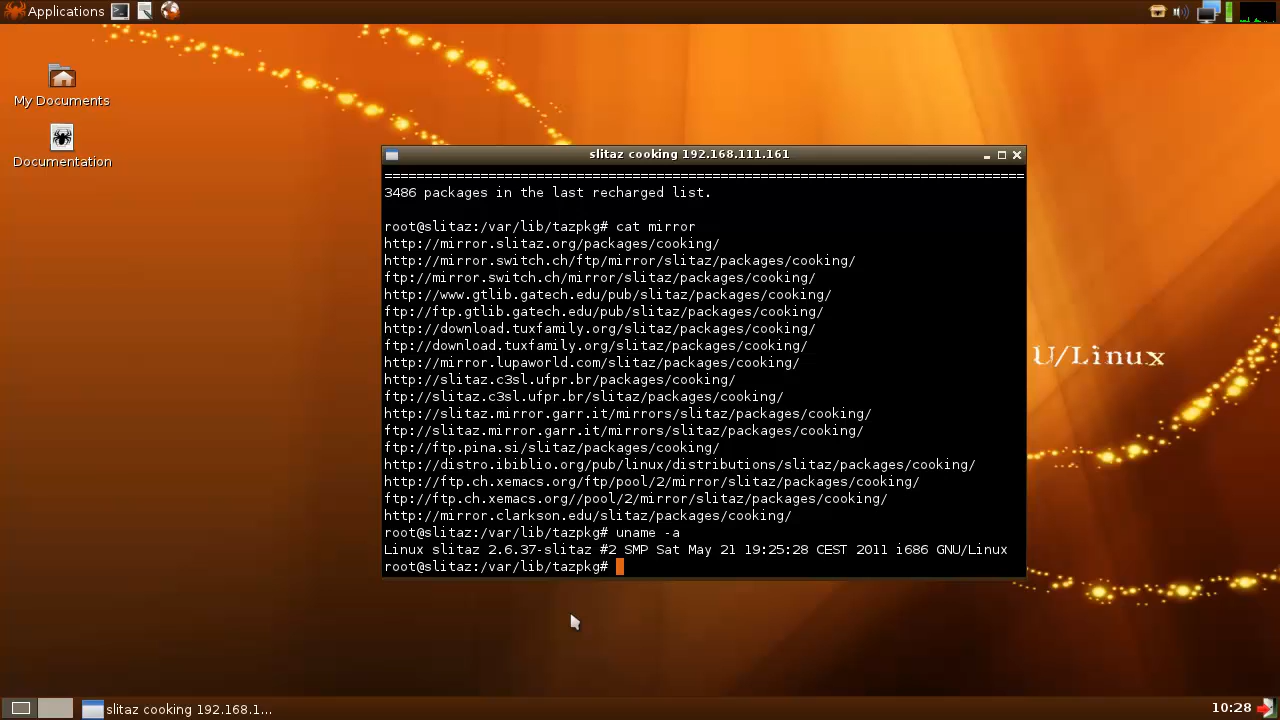 Applications
My Documents
Documentation
slitaz cooking 192.168.111.161
================================================================================
3486 packages in the last recharged list.
root@slitaz:/var/lib/tazpkg# cat mirror
http://mirror.slitaz.org/packages/cooking/
http://mirror.switch.ch/ftp/mirror/slitaz/packages/cooking/
ftp://mirror.switch.ch/mirror/slitaz/packages/cooking/
http://www.gtlib.gatech.edu/pub/slitaz/packages/cooking/
ftp://ftp.gtlib.gatech.edu/pub/slitaz/packages/cooking/
http://download.tuxfamily.org/slitaz/packages/cooking/
ftp://download.tuxfamily.org/slitaz/packages/cooking/
http://mirror.lupaworld.com/slitaz/packages/cooking/
http://slitaz.c3sl.ufpr.br/packages/cooking/
ftp://slitaz.c3sl.ufpr.br/slitaz/packages/cooking/
http://slitaz.mirror.garr.it/mirrors/slitaz/packages/cooking/
ftp://slitaz.mirror.garr.it/mirrors/slitaz/packages/cooking/
ftp://ftp.pina.si/slitaz/packages/cooking/
http://distro.ibiblio.org/pub/linux/distributions/slitaz/packages/cooking/
http://ftp.ch.xemacs.org/ftp/pool/2/mirror/slitaz/packages/cooking/
ftp://ftp.ch.xemacs.org//pool/2/mirror/slitaz/packages/cooking/
http://mirror.clarkson.edu/slitaz/packages/cooking/
root@slitaz:/var/lib/tazpkg# uname -a
Linux slitaz 2.6.37-slitaz #2 SMP Sat May 21 19:25:28 CEST 2011 i686 GNU/Linux
root@slitaz:/var/lib/tazpkg#
U/Linux
slitaz cooking 192.168.1...
10:28